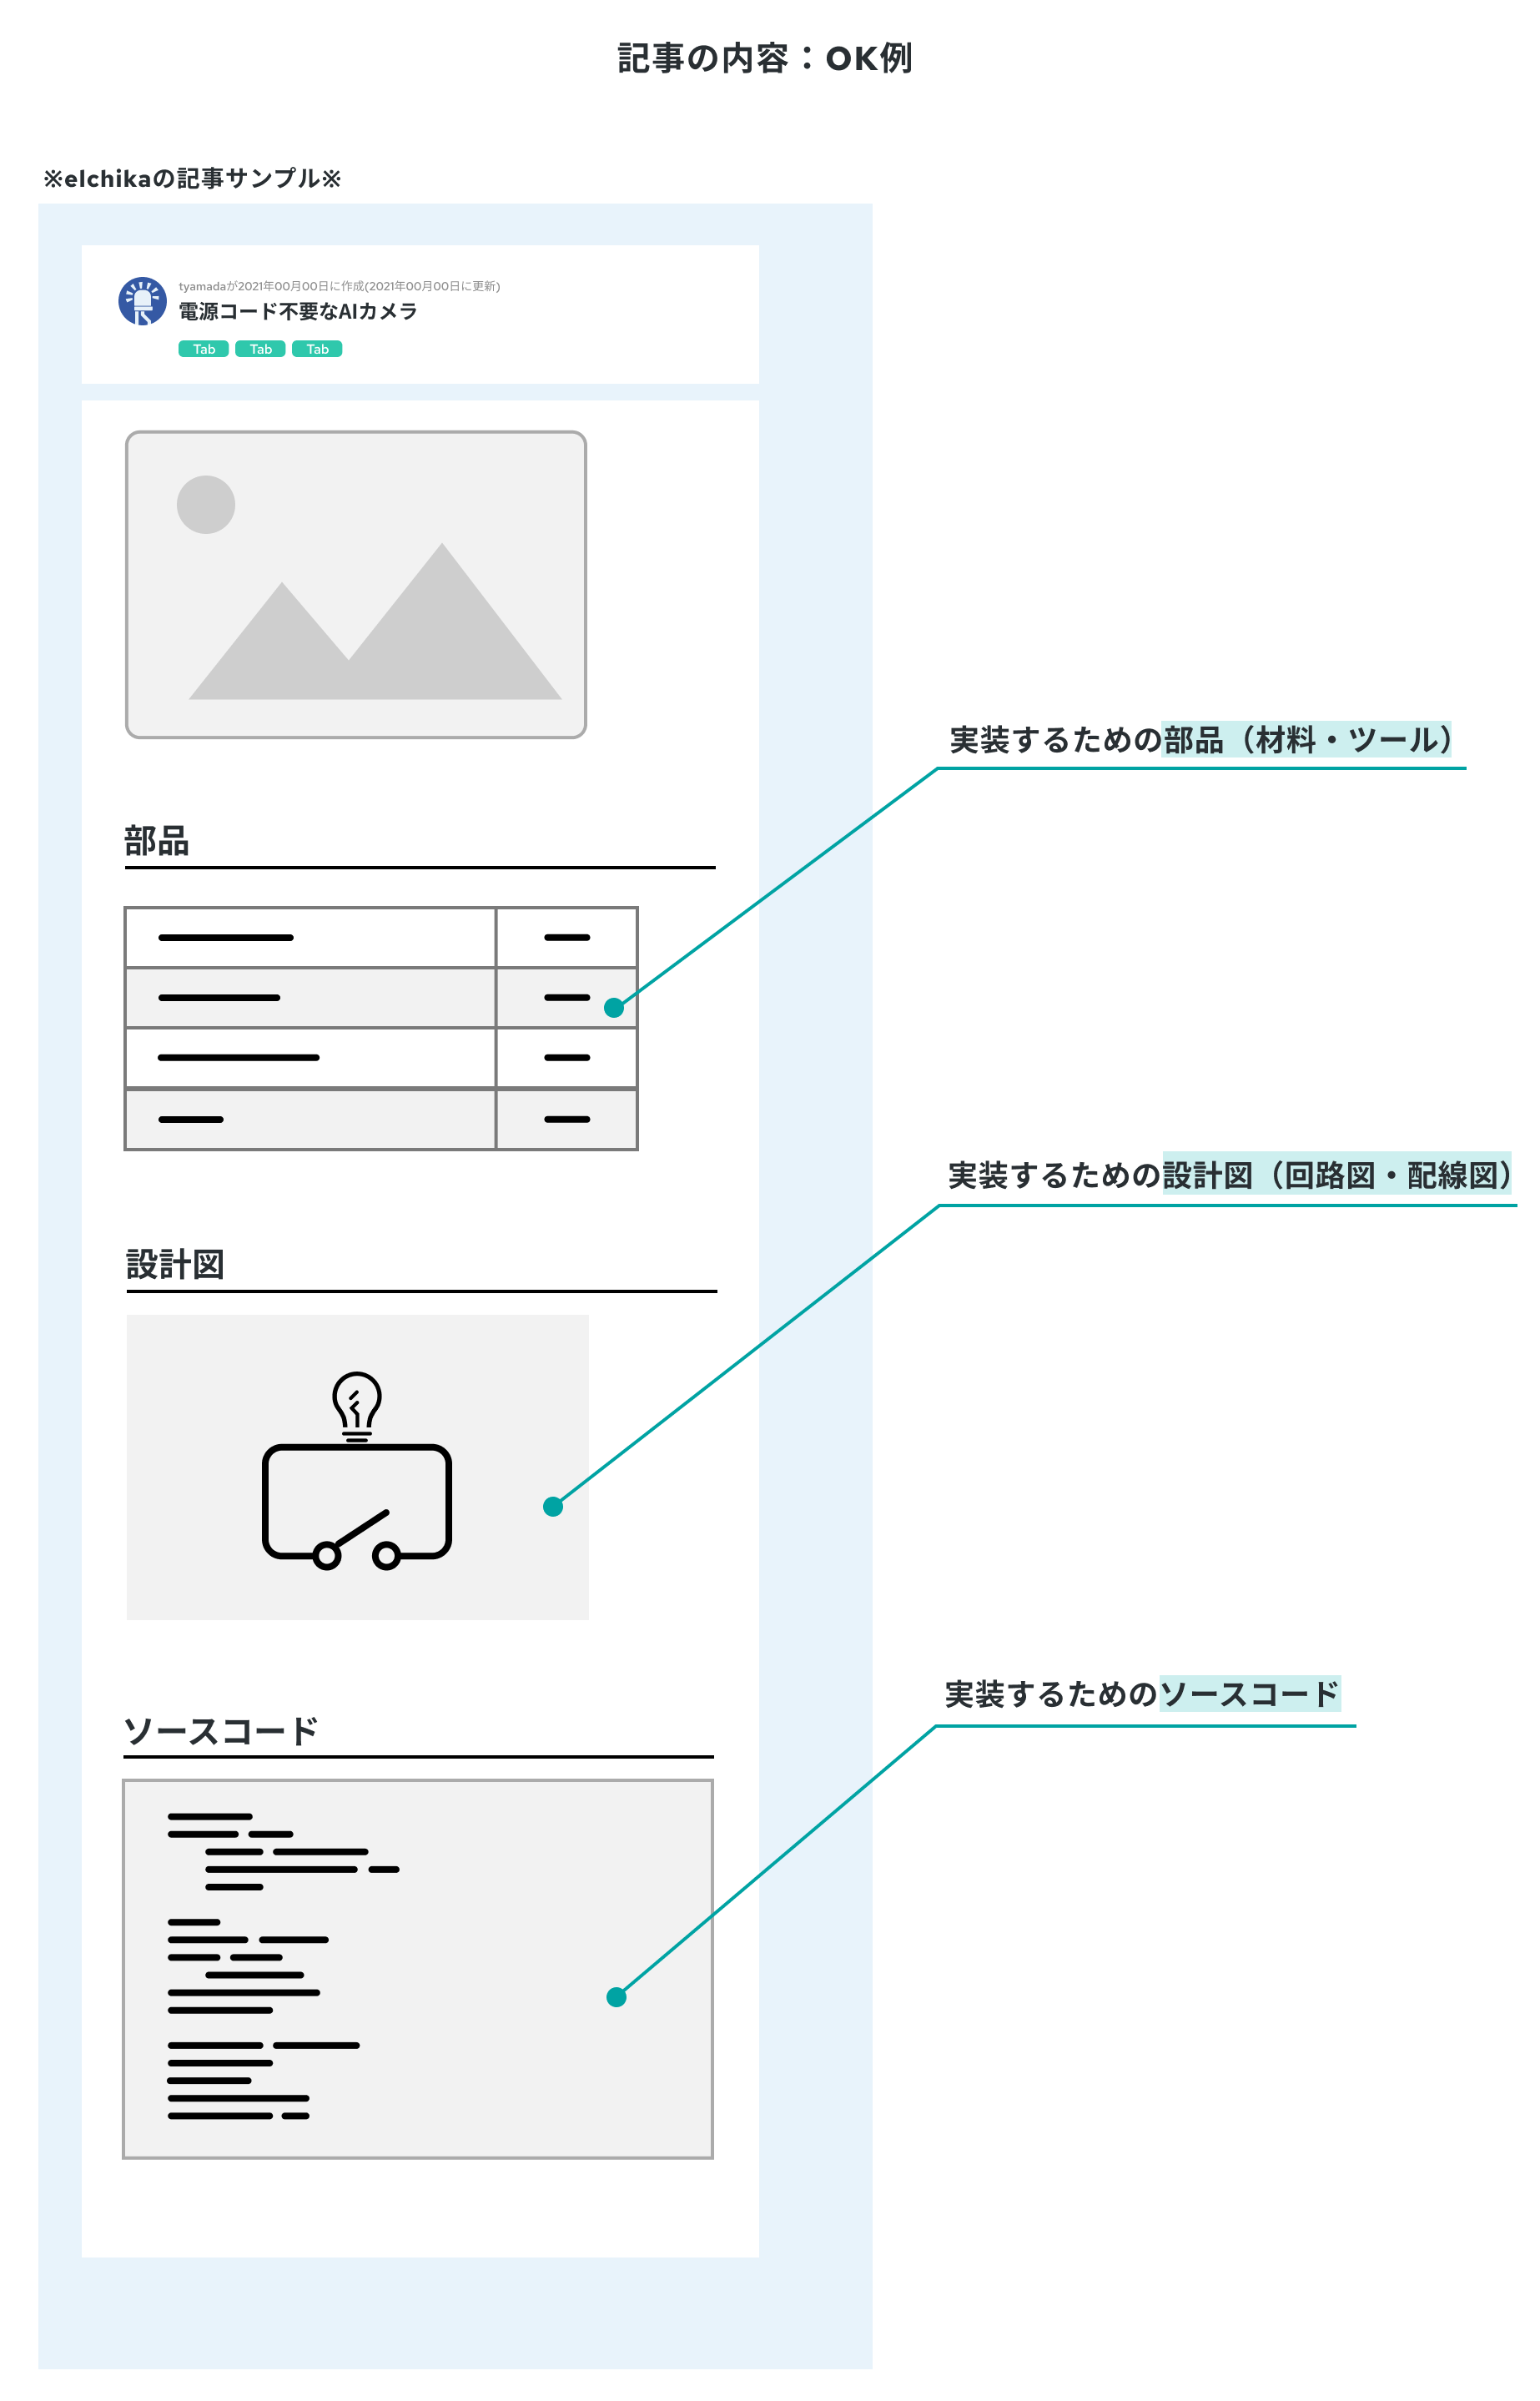 記事の内容：OK例
※elchikaの記事サンプル※
tyamadaが2021年00月00日に作成(2021年00月00日に更新)
電源コード不要なAIカメラ
Tab Tab Tab
実装するための部品（材料・ツール）
部品
実装するための設計図（回路図・配線図）
設計図
実装するためのソースコード
ソースコード